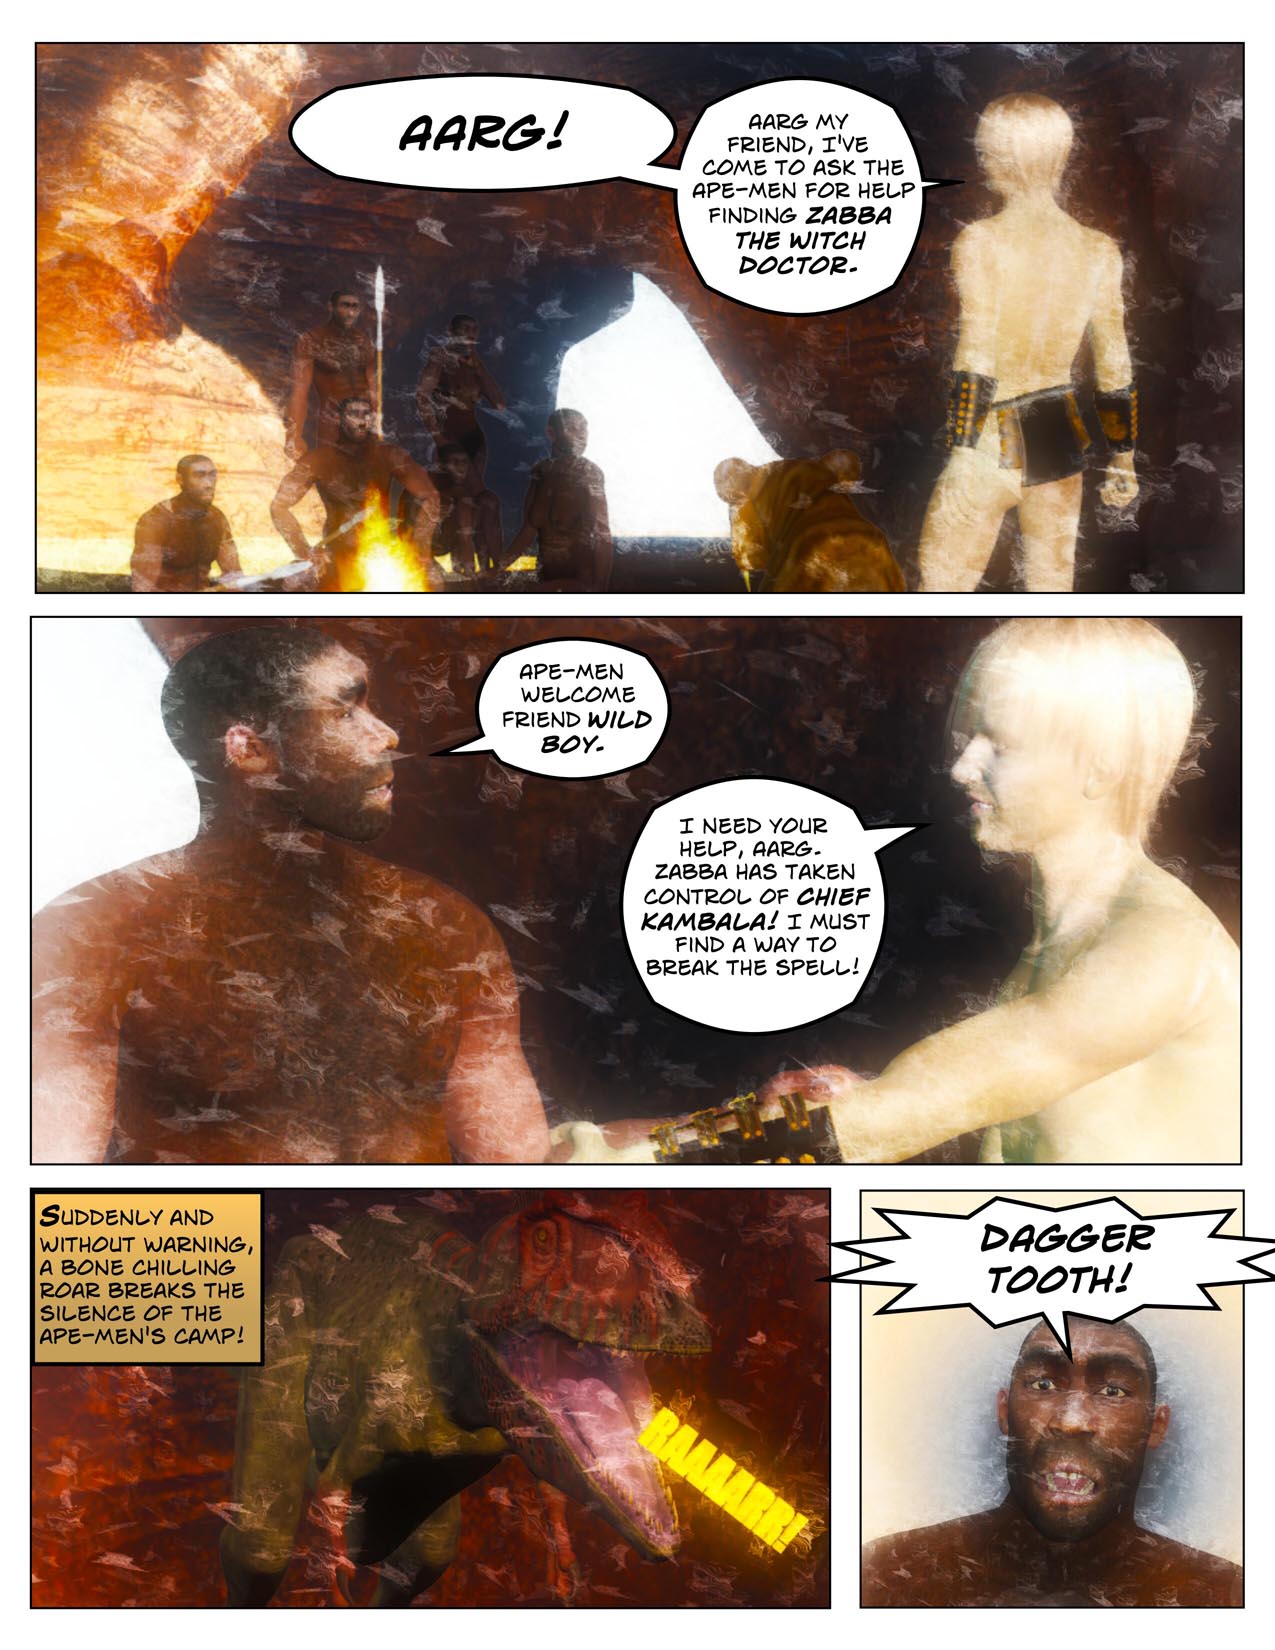 AARG!
AARG MY
FRIEND, I'VE
COME TO ASK THE
APE-MEN FOR HELP
FINDING ZABBA
THE WITCH
DOCTOR.
APE-MEN
WELCOME
FRIEND WILD
BOY.
I NEED YOUR
HELP, AARG.
ZABBA HAS TAKEN
CONTROL OF CHIEF
KAMBALA! I MUST
FIND A WAY TO
BREAK THE SPELL!
SUDDENLY AND
WITHOUT WARNING,
A BONE CHILLING
ROAR BREAKS THE
SILENCE OF THE
APE-MEN'S CAMP!
RAAAARR!
DAGGER
TOOTH!